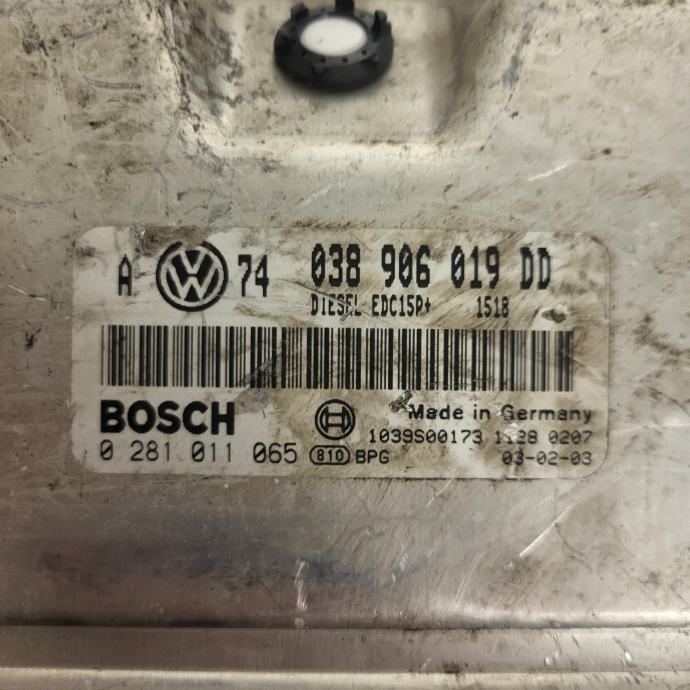 A VW 74 038 906 019 DD
DIESEL EDC15P+ 1518
BOSCH Made in Germany
1039S00173 0207
0 281 011 065 810 BPG 03-02-03